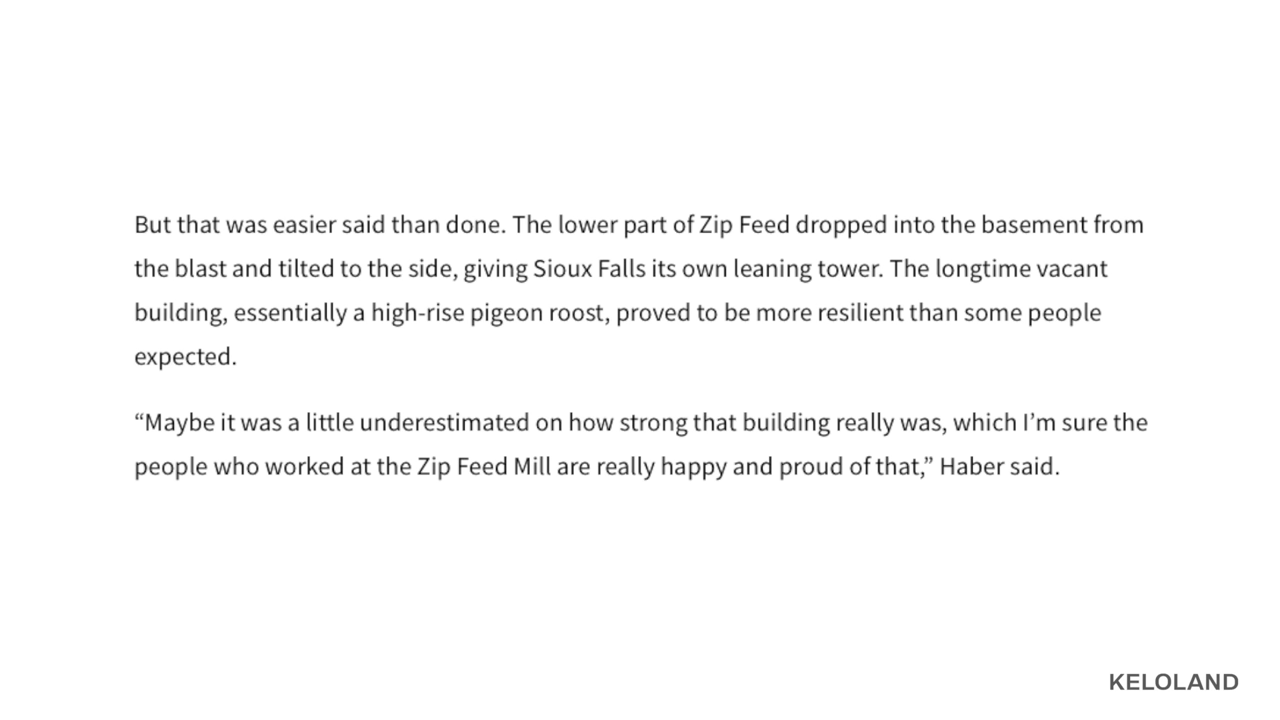 But that was easier said than done. The lower part of Zip Feed dropped into the basement from
the blast and tilted to the side, giving Sioux Falls its own leaning tower. The longtime vacant
building, essentially a high-rise pigeon roost, proved to be more resilient than some people
expected.
“Maybe it was a little underestimated on how strong that building really was, which I’m sure the
people who worked at the Zip Feed Mill are really happy and proud of that,” Haber said.
KELOLAND